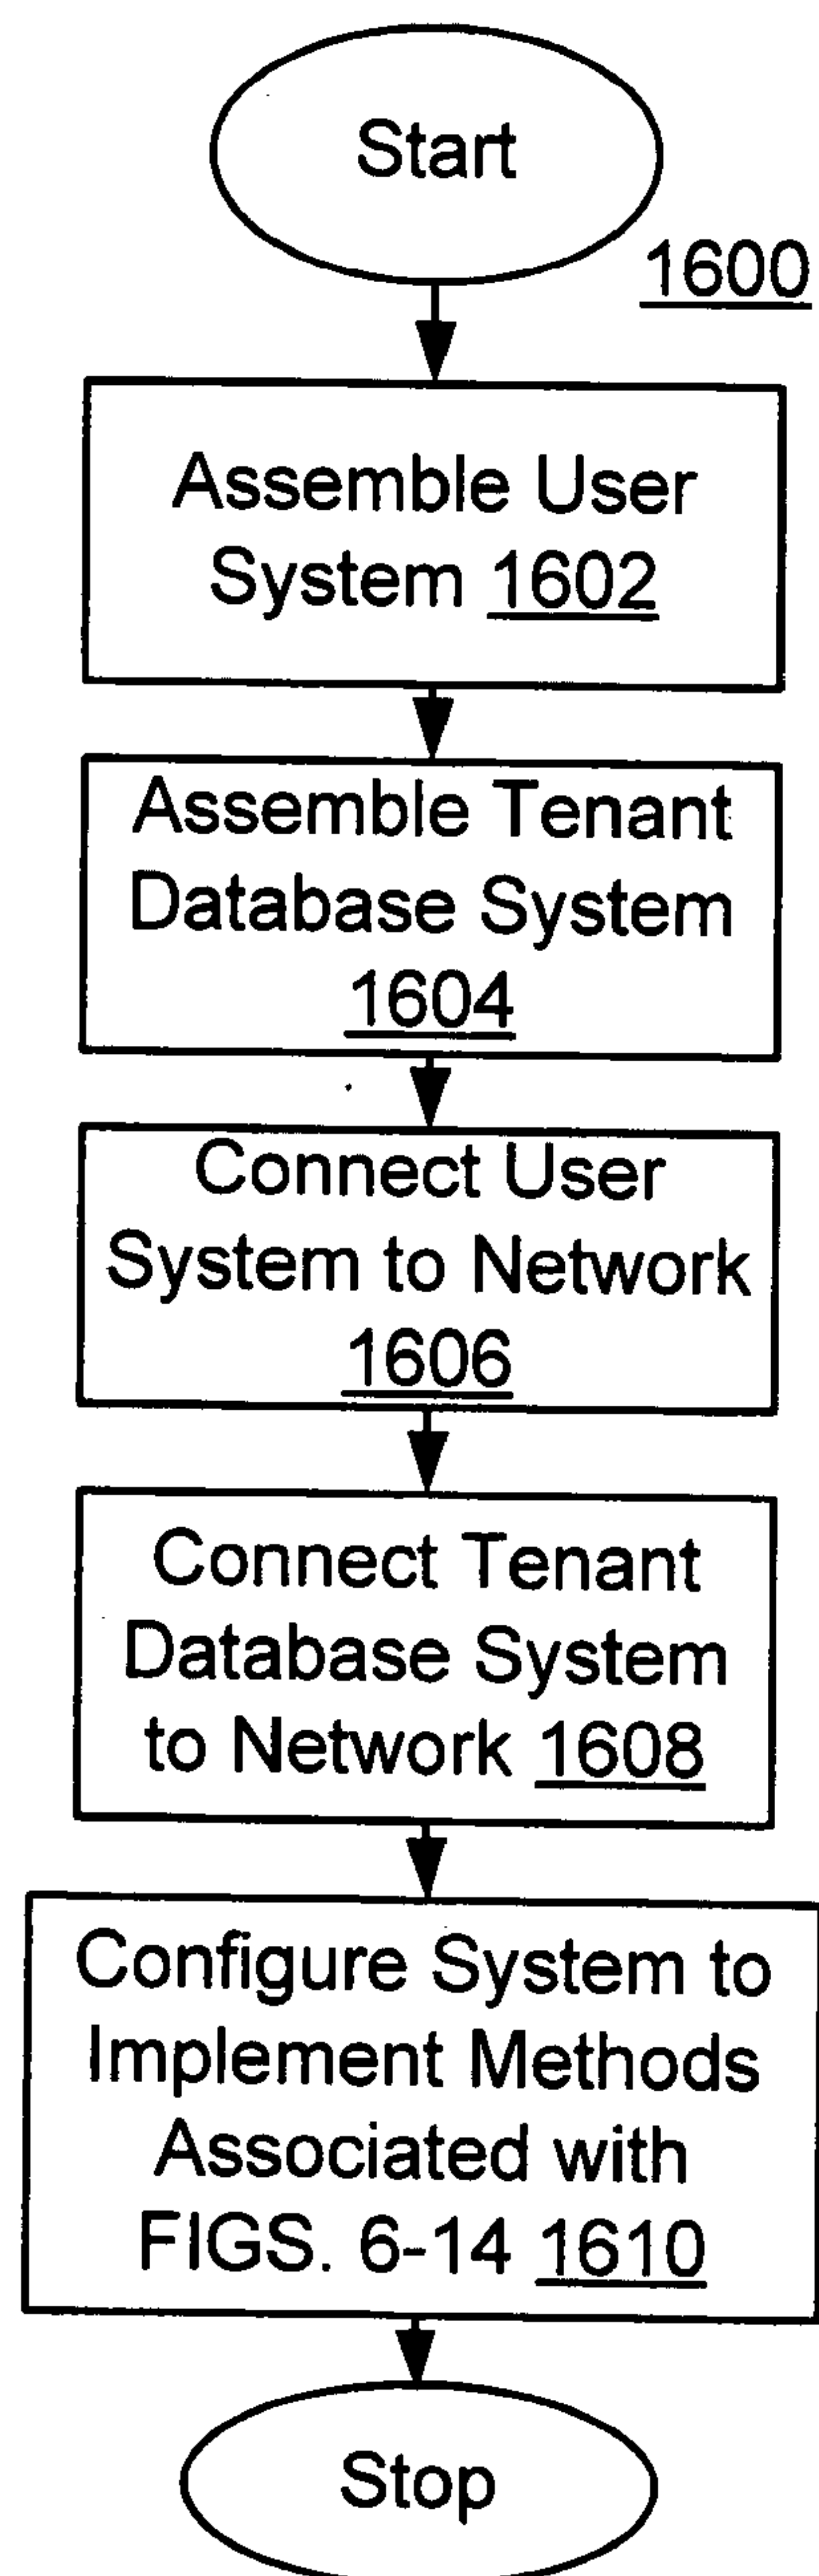 Start
1600
Assemble User
System 1602
Assemble Tenant
Database System
1604
Connect User
System to Network
1606
Connect Tenant
Database System
to Network 1608
Configure System to
Implement Methods
Associated with
FIGS. 6-14 1610
Stop